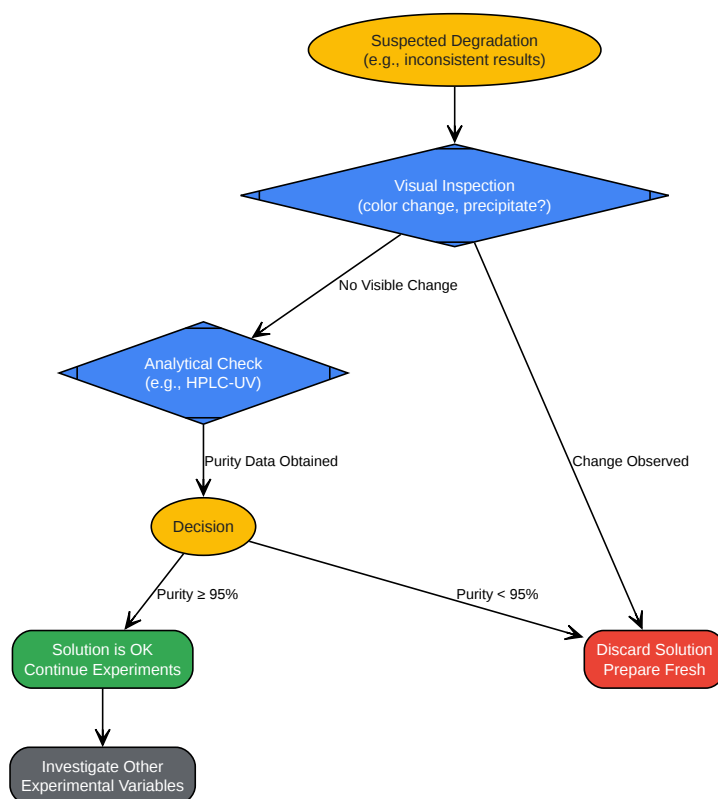 Suspected Degradation
(e.g., inconsistent results)
Visual Inspection
(color change, precipitate?)
No Visible Change
Analytical Check
(e.g., HPLC-UV)
Purity Data Obtained
Change Observed
Decision
Purity ≥ 95%
Purity < 95%
Solution is OK
Continue Experiments
Discard Solution
Prepare Fresh
Investigate Other
Experimental Variables